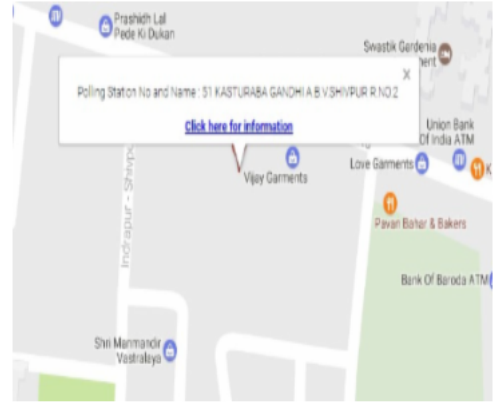 Prashidh Lal
Pede Ki Dukan
Swastik Gardenia
X
Polling Station No and Name : 51 KASTURABA GANDHI A B V SHIVPUR R.NO.2
Click here for information
Union Bank
Of India ATM
Love Garments
Vijay Garments
Pavan Bahar & Bakers
Indrapur - Shivpu
Bank Of Baroda ATM
Shri Manmandir
Vastralaya